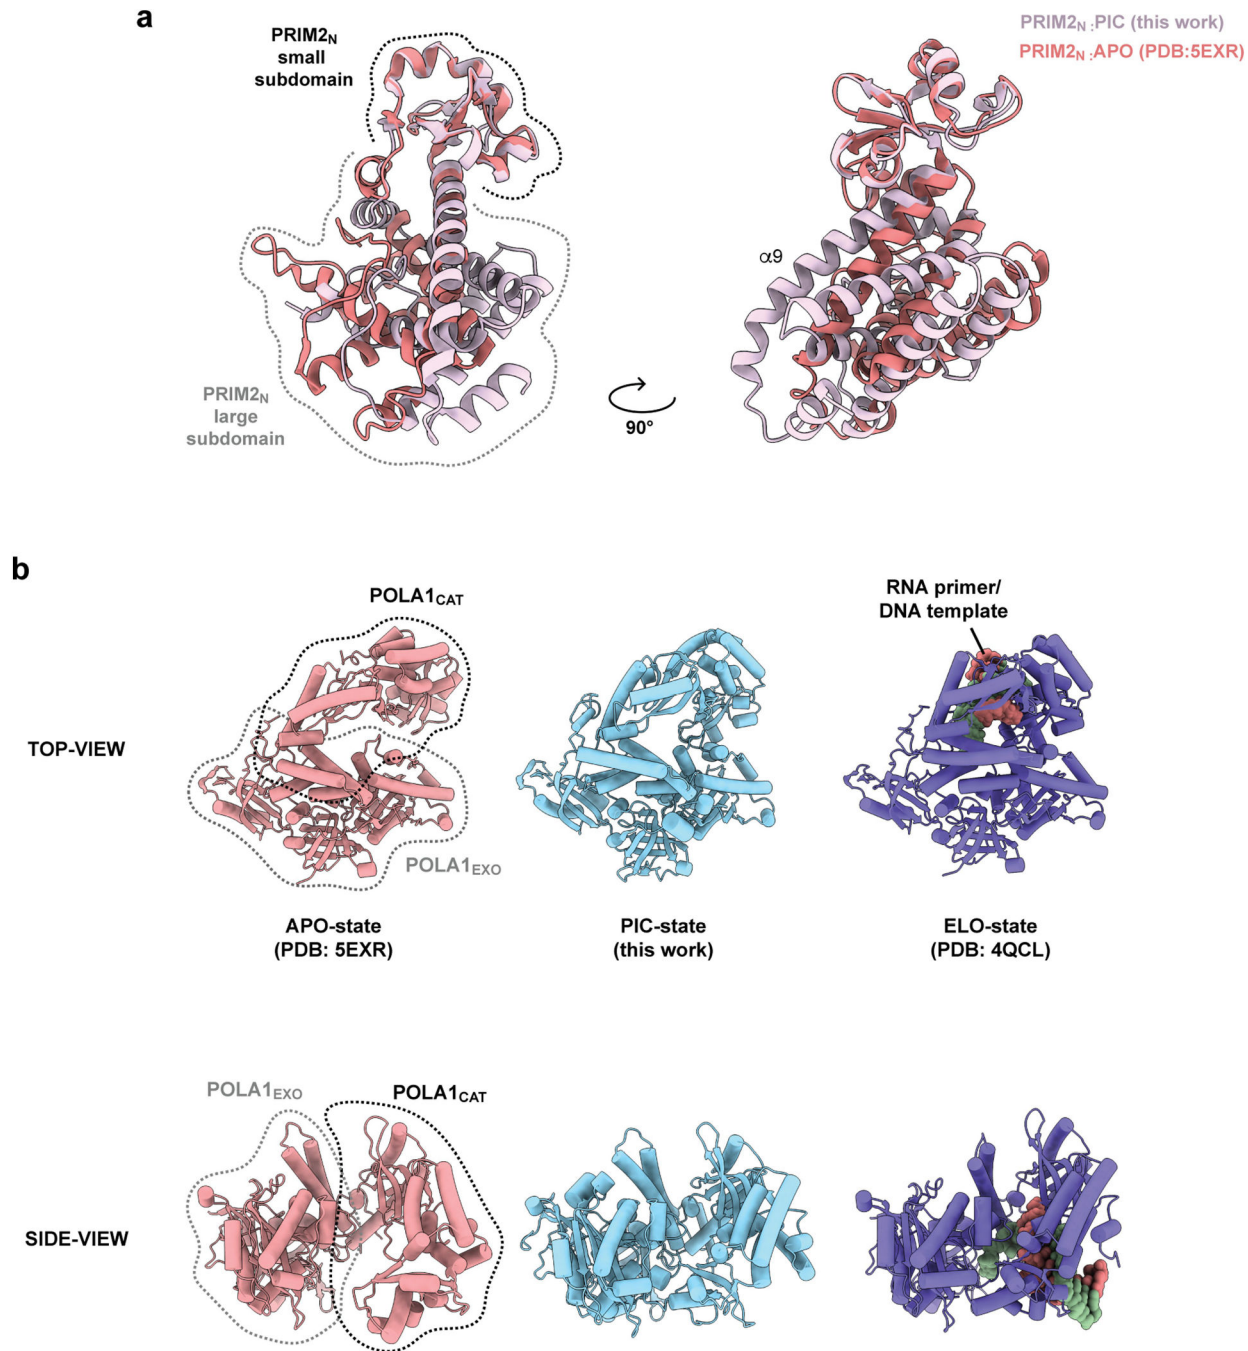 a
PRIM2N
small
subdomain
PRIM2N :PIC (this work)
PRIM2N :APO (PDB:5EXR)
α9
PRIM2N
large
subdomain
90°
b
POLA1CAT
RNA primer/
DNA template
TOP-VIEW
POLA1EXO
APO-state
(PDB: 5EXR)
PIC-state
(this work)
ELO-state
(PDB: 4QCL)
POLA1EXO
POLA1CAT
SIDE-VIEW